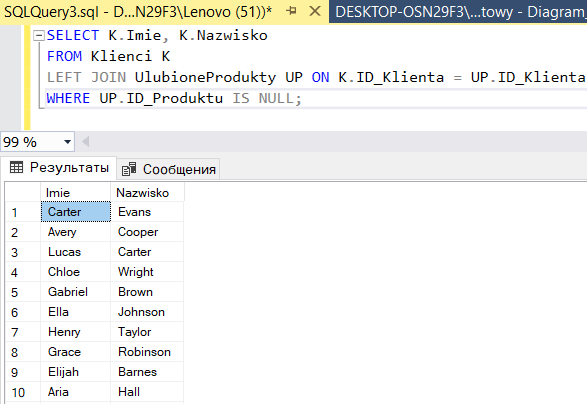 SQLQuery3.sql - D...N29F3\Lenovo (51))* DESKTOP-OSN29F3\...towy - Diagram_
SELECT K.Imie, K.Nazwisko
FROM Klienci K
LEFT JOIN UlubioneProdukty UP ON K.ID_Klienta = UP.ID_Klienta
WHERE UP.ID_Produktu IS NULL;
99 %
Результаты Сообщения
Imie Nazwisko
1 Carter Evans
2 Avery Cooper
3 Lucas Carter
4 Chloe Wright
5 Gabriel Brown
6 Ella Johnson
7 Henry Taylor
8 Grace Robinson
9 Elijah Barnes
10 Aria Hall